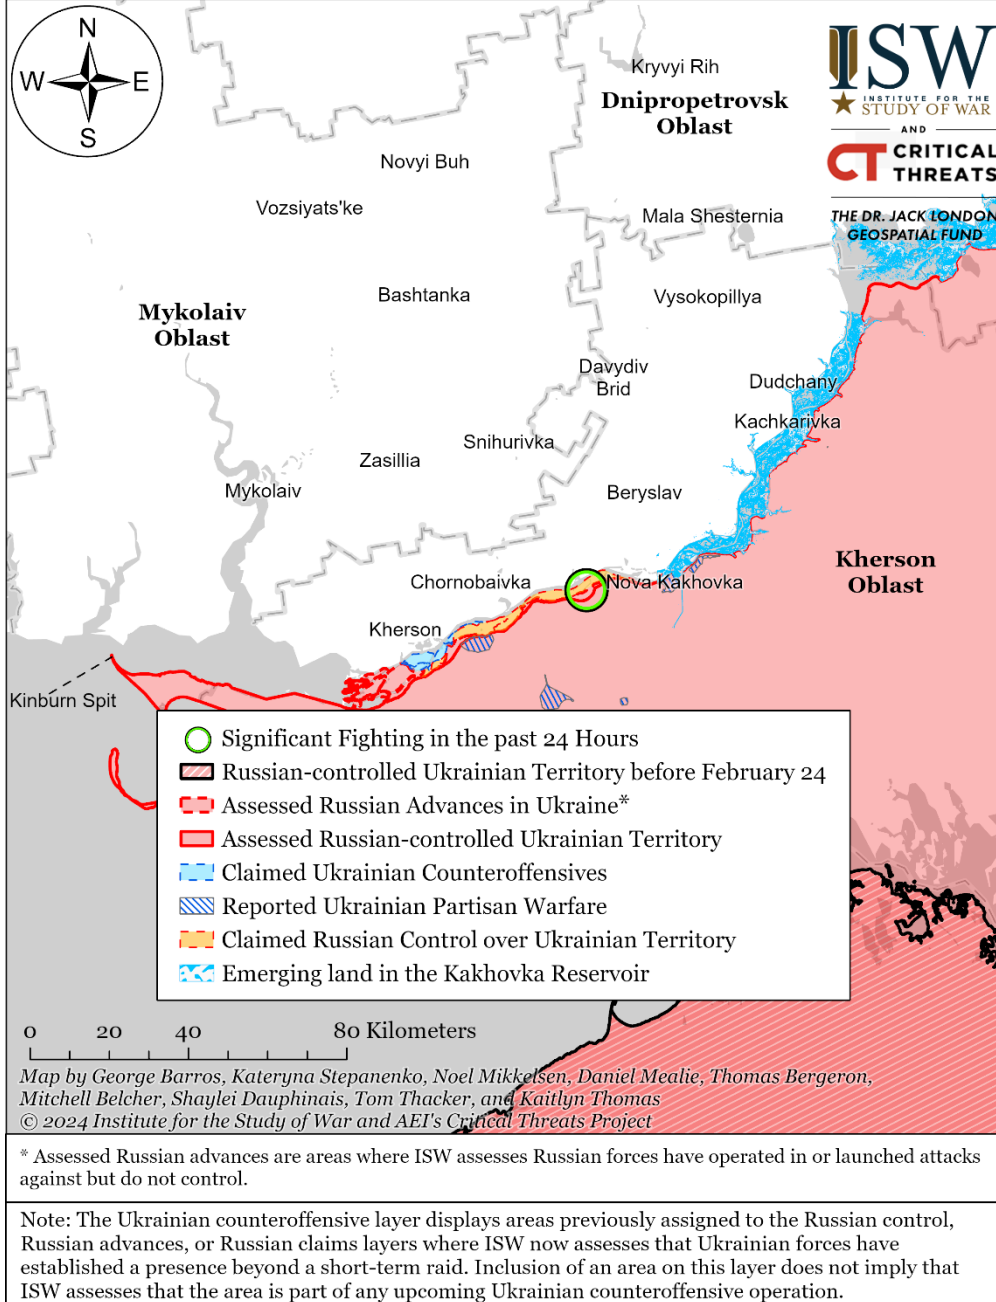 N
W
E
S
Kryvyi Rih
Dnipropetrovsk
Oblast
ISW
INSTITUTE FOR THE
STUDY OF WAR
AND
CT CRITICAL
THREATS
THE DR. JACK LONDON
GEOSPATIAL FUND
Novyi Buh
Vozsiyats'ke
Mala Shesternia
Bashtanka
Vysokopillya
Mykolaiv
Oblast
Davydiv
Brid
Dudchany
Kachkarivka
Snihurivka
Zasillia
Mykolaiv
Beryslav
Kherson
Oblast
Chornobaivka
Nova Kakhovka
Kherson
Kinburn Spit
Significant Fighting in the past 24 Hours
Russian-controlled Ukrainian Territory before February 24
Assessed Russian Advances in Ukraine*
Assessed Russian-controlled Ukrainian Territory
Claimed Ukrainian Counteroffensives
Reported Ukrainian Partisan Warfare
Claimed Russian Control over Ukrainian Territory
Emerging land in the Kakhovka Reservoir
0 20 40 80 Kilometers
Map by George Barros, Kateryna Stepanenko, Noel Mikkelsen, Daniel Mealie, Thomas Bergeron,
Mitchell Belcher, Shaylei Dauphinais, Tom Thacker, and Kaitlyn Thomas
© 2024 Institute for the Study of War and AEI's Critical Threats Project
* Assessed Russian advances are areas where ISW assesses Russian forces have operated in or launched attacks
against but do not control.
Note: The Ukrainian counteroffensive layer displays areas previously assigned to the Russian control,
Russian advances, or Russian claims layers where ISW now assesses that Ukrainian forces have
established a presence beyond a short-term raid. Inclusion of an area on this layer does not imply that
ISW assesses that the area is part of any upcoming Ukrainian counteroffensive operation.